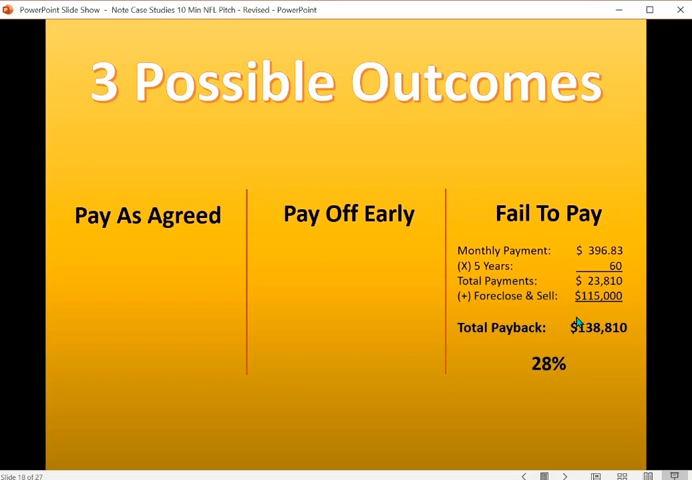 PowerPoint Slide Show - Note Case Studies 10 Min NFL Pitch - Revised - PowerPoint
3 Possible Outcomes
Pay As Agreed
Pay Off Early
Fail To Pay
Monthly Payment: $ 396.83
(X) 5 Years: 60
Total Payments: $ 23,810
(+) Foreclose & Sell: $115,000
Total Payback: $138,810
28%
Slide 18 of 27